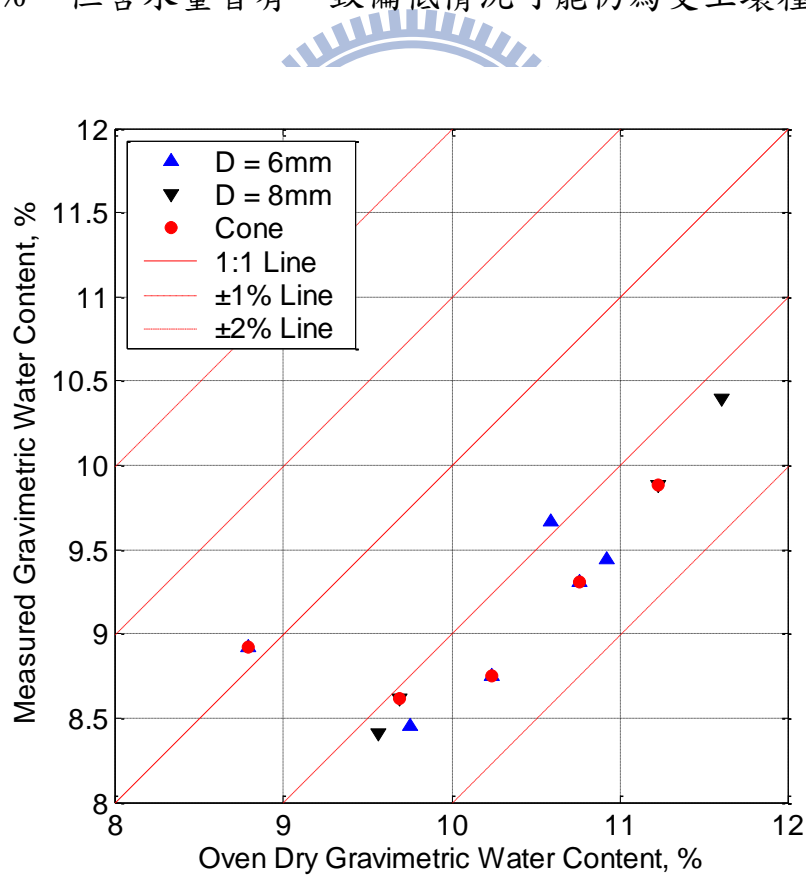 12
11.5
11
10.5
10
9.5
9
8.5
8
Measured Gravimetric Water Content, %
D = 6mm
D = 8mm
Cone
1:1 Line
±1% Line
±2% Line
8
9
10
11
12
Oven Dry Gravimetric Water Content, %